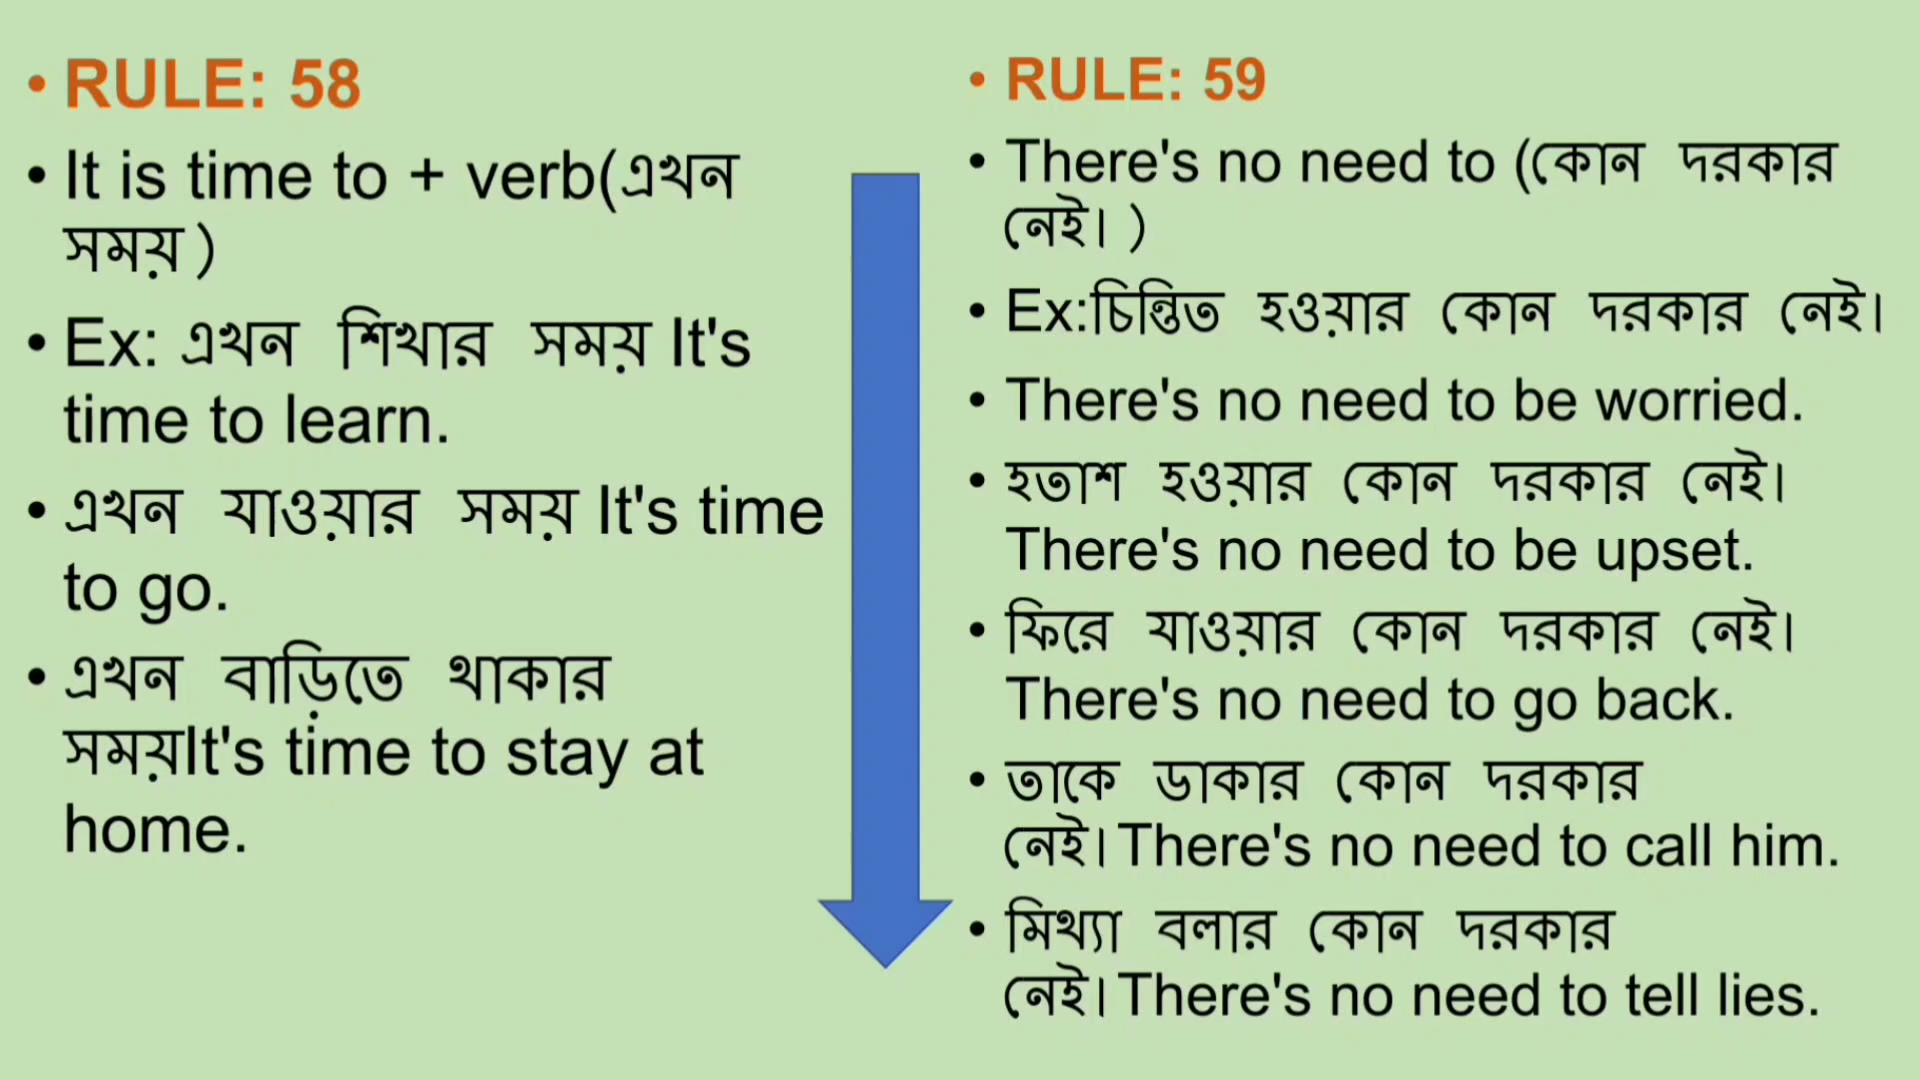 • RULE: 58
• It is time to + verb(এখন
সময়)
• Ex: এখন শিখার সময় It's
time to learn.
• এখন যাওয়ার সময় It's time
to go.
• এখন বাড়িতে থাকার
সময়It's time to stay at
home.
• RULE: 59
• There's no need to (কোন দরকার
নেই। )
• Ex:চিন্তিত হওয়ার কোন দরকার নেই।
• There's no need to be worried.
• হতাশ হওয়ার কোন দরকার নেই।
There's no need to be upset.
• ফিরে যাওয়ার কোন দরকার নেই।
There's no need to go back.
• তাকে ডাকার কোন দরকার
নেই। There's no need to call him.
• মিথ্যা বলার কোন দরকার
নেই। There's no need to tell lies.